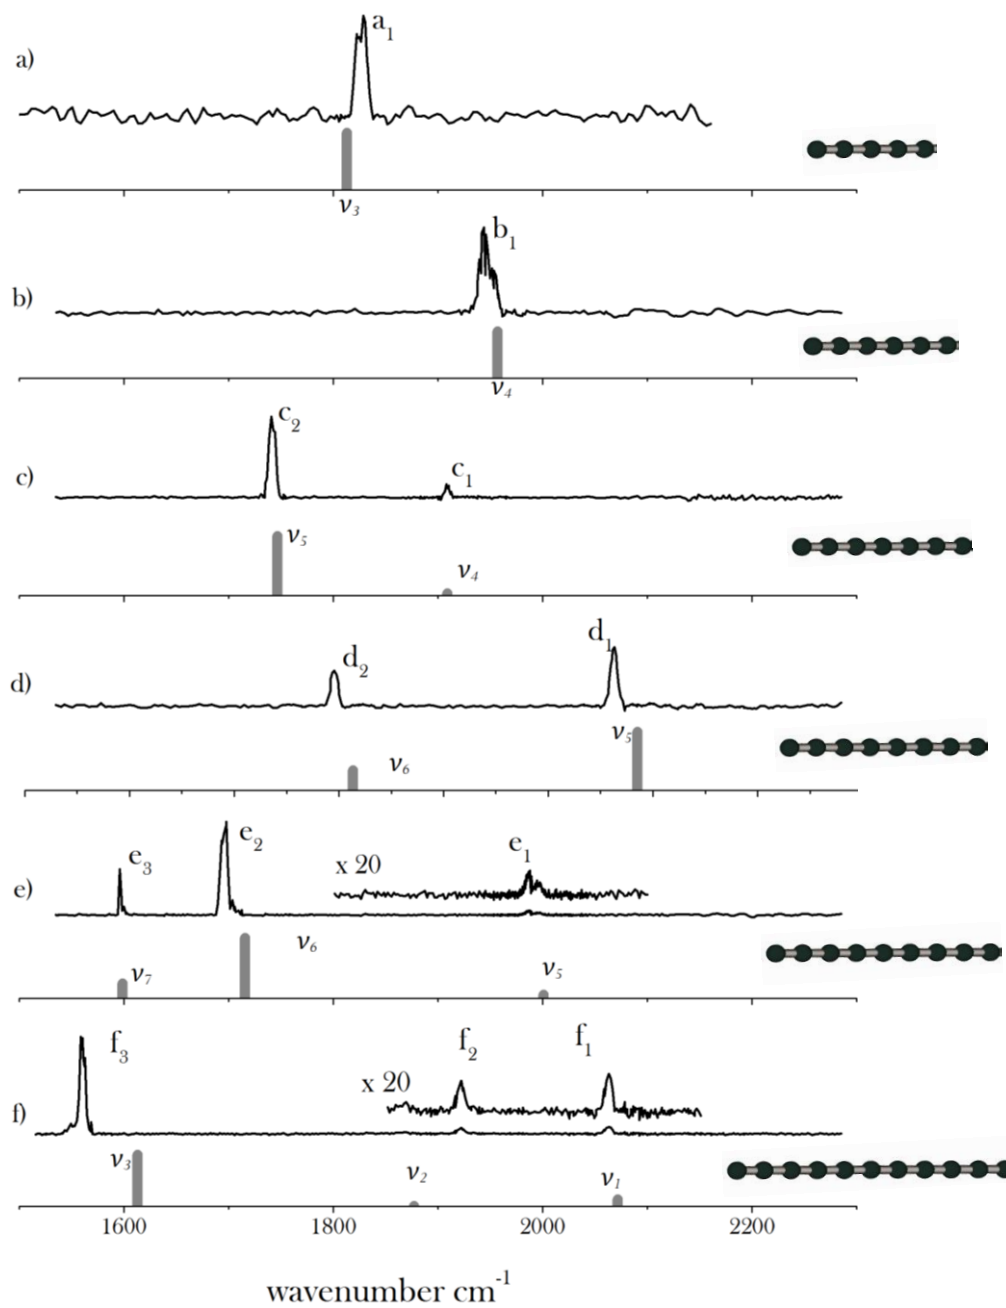 a)
a1
ν3
b)
b1
ν4
c)
c2
c1
ν5
ν4
d)
d2
d1
ν6
ν5
e)
e3
e2
x 20
e1
ν7
ν6
ν5
f)
f3
x 20
f2
f1
ν3
ν2
ν1
1600 1800 2000 2200
wavenumber cm-1